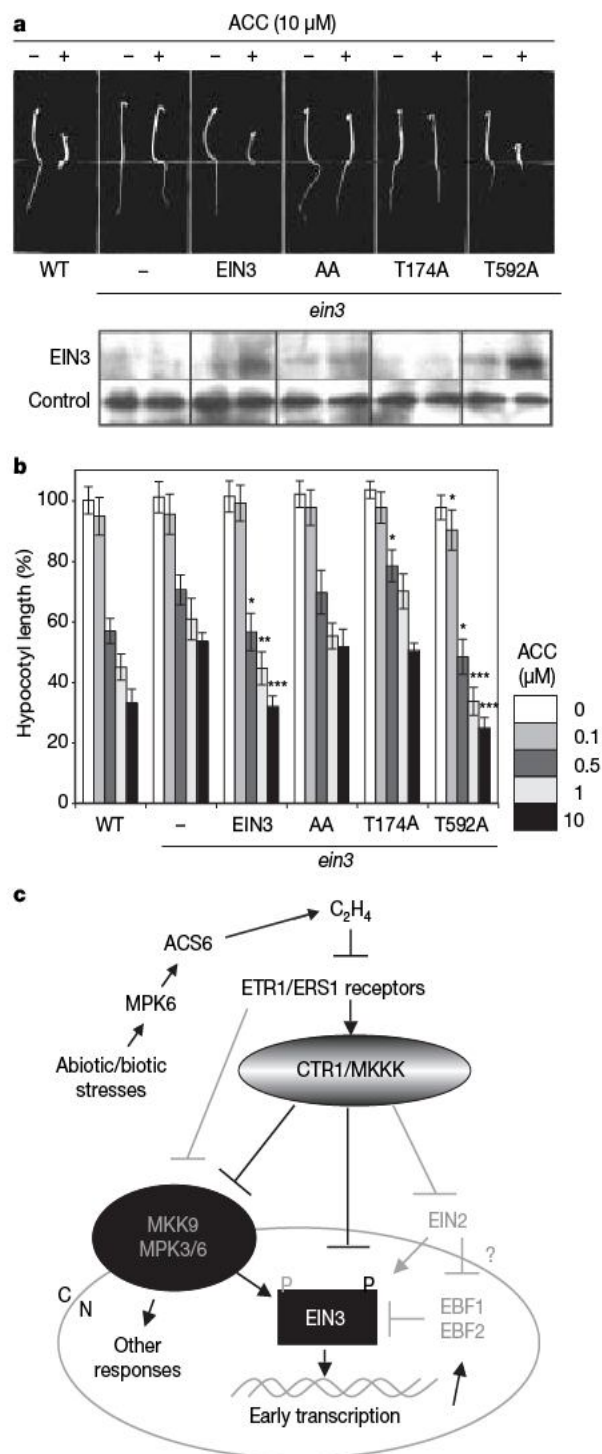 a
ACC (10 µM)
– + – + – + – + – + – +
WT – EIN3 AA T174A T592A
ein3
EIN3
Control
b
Hypocotyl length (%)
100
80
60
40
20
0
* ** *** * * * *** ***
WT – EIN3 AA T174A T592A
ein3
ACC
(µM)
0
0.1
0.5
1
10
c
C₂H₄
ACS6
ETR1/ERS1 receptors
MPK6
Abiotic/biotic
stresses
CTR1/MKKK
MKK9
MPK3/6
EIN2
?
C
N
P P
EIN3
EBF1
EBF2
Other
responses
Early transcription